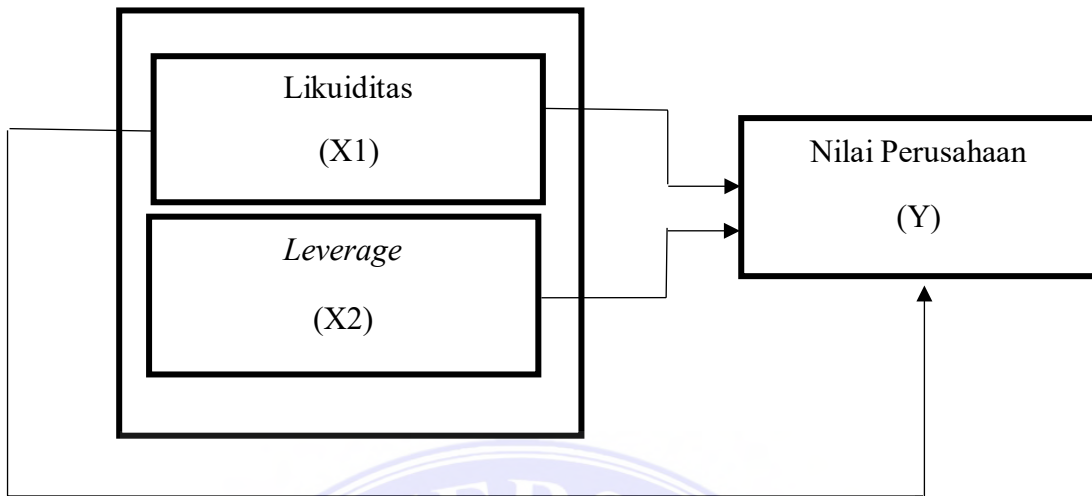 Likuiditas
(X1)
Leverage
(X2)
Nilai Perusahaan
(Y)